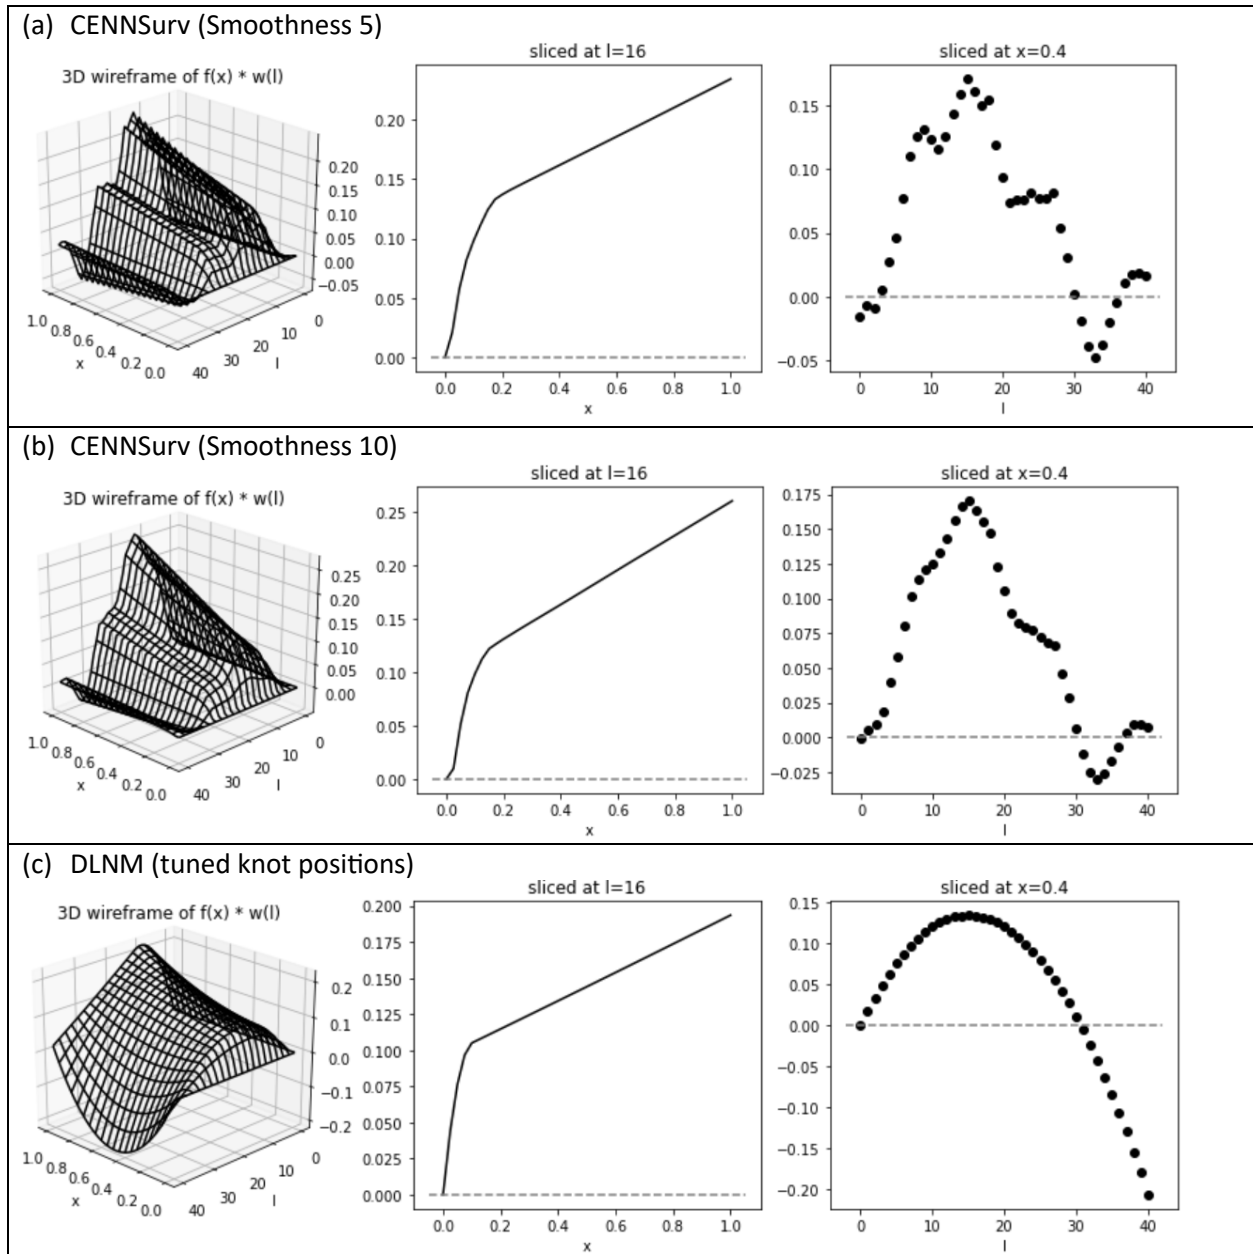 (a) CENNSurv (Smoothness 5)
3D wireframe of f(x) * w(l)
0.20
0.15
0.10
0.05
0.00
−0.05
1.0 0.8 0.6 0.4 0.2 0.0
x
40 30 20 10 0
l
sliced at l=16
0.20
0.15
0.10
0.05
0.00
0.0 0.2 0.4 0.6 0.8 1.0
x
sliced at x=0.4
0.15
0.10
0.05
0.00
−0.05
0 10 20 30 40
l
(b) CENNSurv (Smoothness 10)
3D wireframe of f(x) * w(l)
0.25
0.20
0.15
0.10
0.05
0.00
1.0 0.8 0.6 0.4 0.2 0.0
x
40 30 20 10 0
l
sliced at l=16
0.25
0.20
0.15
0.10
0.05
0.00
0.0 0.2 0.4 0.6 0.8 1.0
x
sliced at x=0.4
0.175
0.150
0.125
0.100
0.075
0.050
0.025
0.000
−0.025
0 10 20 30 40
l
(c) DLNM (tuned knot positions)
3D wireframe of f(x) * w(l)
0.2
0.1
0.0
−0.1
−0.2
1.0 0.8 0.6 0.4 0.2 0.0
x
40 30 20 10 0
l
sliced at l=16
0.200
0.175
0.150
0.125
0.100
0.075
0.050
0.025
0.000
0.0 0.2 0.4 0.6 0.8 1.0
x
sliced at x=0.4
0.15
0.10
0.05
0.00
−0.05
−0.10
−0.15
−0.20
0 10 20 30 40
l